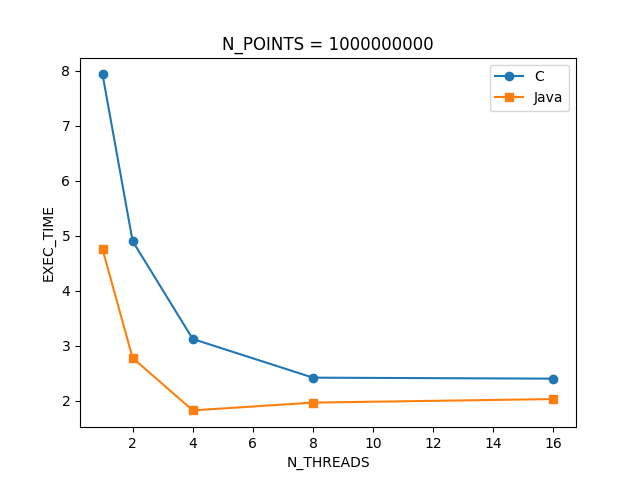 N_POINTS = 1000000000
C
Java
8
7
6
5
4
3
2
EXEC_TIME
2 4 6 8 10 12 14 16
N_THREADS